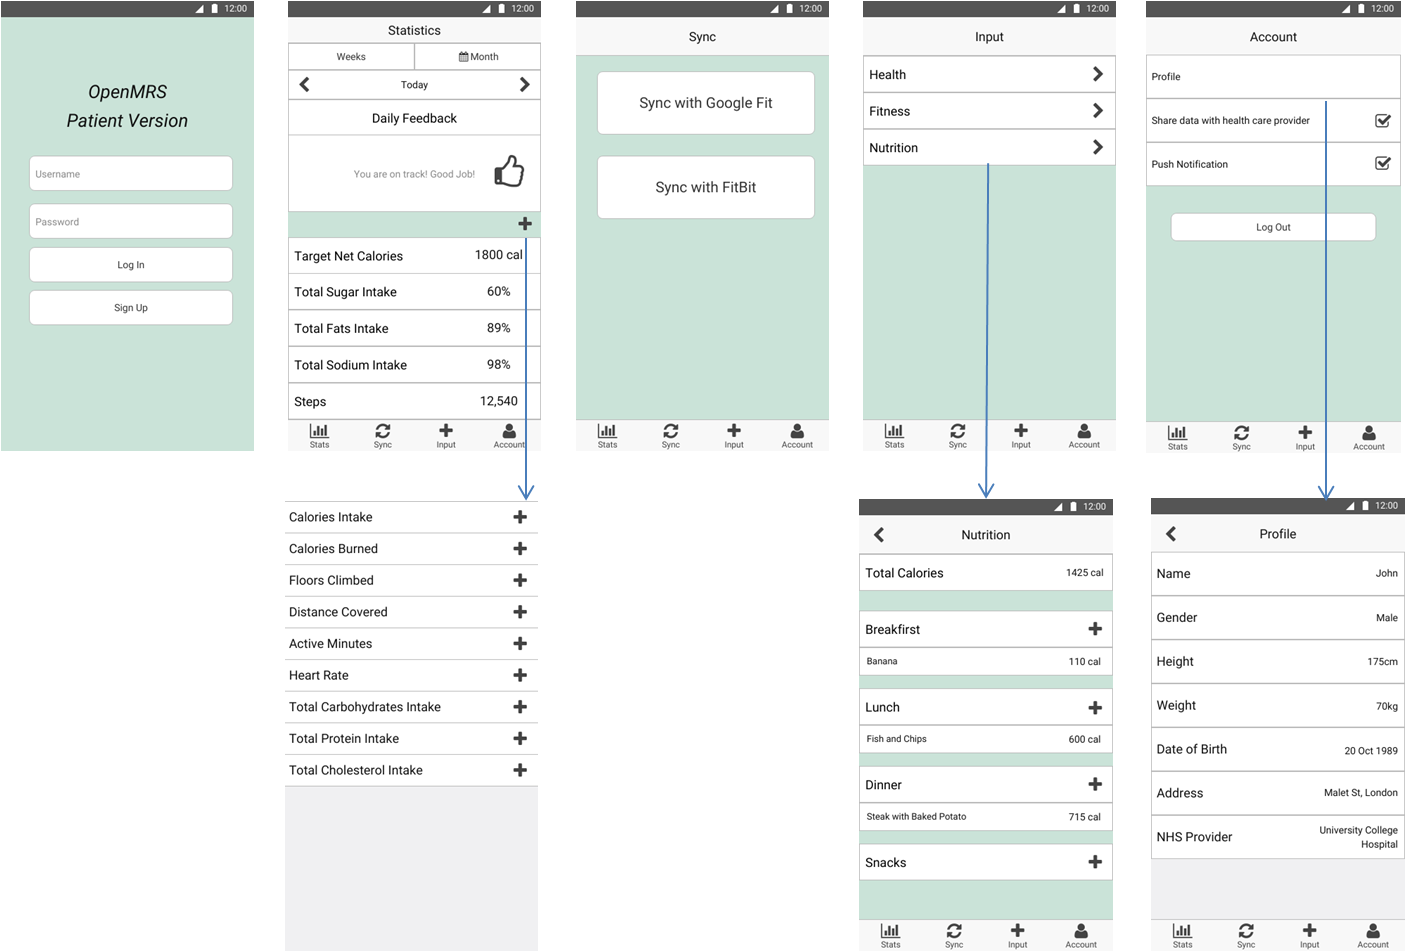 12:00
OpenMRS
Patient Version
Username
Password
Log In
Sign Up
12:00
Statistics
Weeks
Month
Today
Daily Feedback
You are on track! Good Job!
Target Net Calories 1800 cal
Total Sugar Intake 60%
Total Fats Intake 89%
Total Sodium Intake 98%
Steps 12,540
Stats Sync Input Account
12:00
Sync
Sync with Google Fit
Sync with FitBit
Stats Sync Input Account
12:00
Input
Health
Fitness
Nutrition
Stats Sync Input Account
12:00
Account
Profile
Share data with health care provider
Push Notification
Log Out
Stats Sync Input Account
Calories Intake
Calories Burned
Floors Climbed
Distance Covered
Active Minutes
Heart Rate
Total Carbohydrates Intake
Total Protein Intake
Total Cholesterol Intake
12:00
Nutrition
Total Calories 1425 cal
Breakfirst
Banana 110 cal
Lunch
Fish and Chips 600 cal
Dinner
Steak with Baked Potato 715 cal
Snacks
Stats Sync Input Account
12:00
Profile
Name John
Gender Male
Height 175cm
Weight 70kg
Date of Birth 20 Oct 1989
Address Malet St, London
NHS Provider University College
Hospital
Stats Sync Input Account